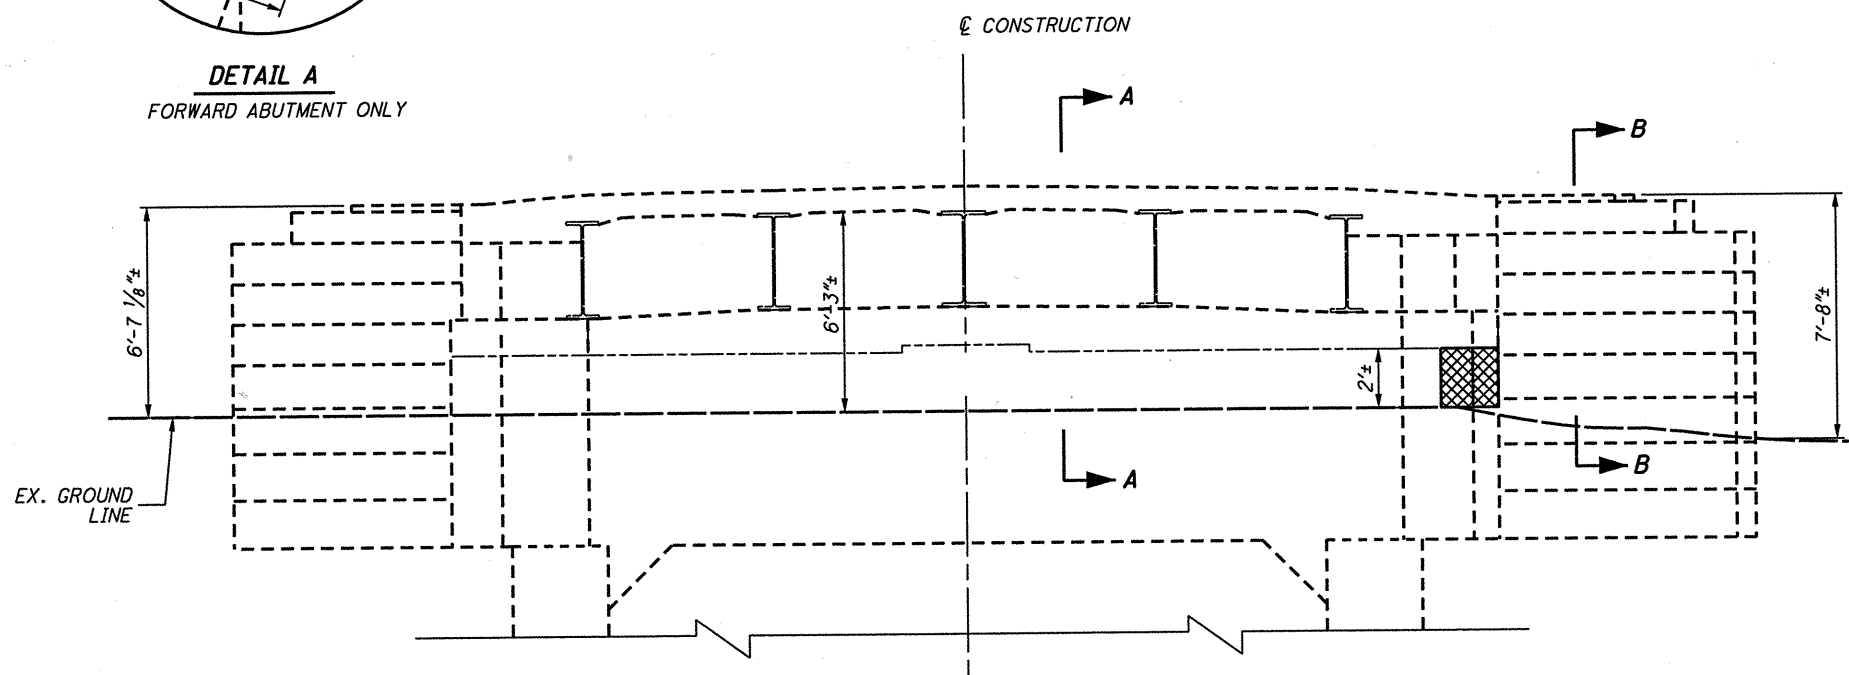 ℄ CONSTRUCTION
DETAIL A
FORWARD ABUTMENT ONLY
A
B
6'-7 1/8"±
6'-3"±
2'±
7'-8"±
A
B
EX. GROUND
LINE